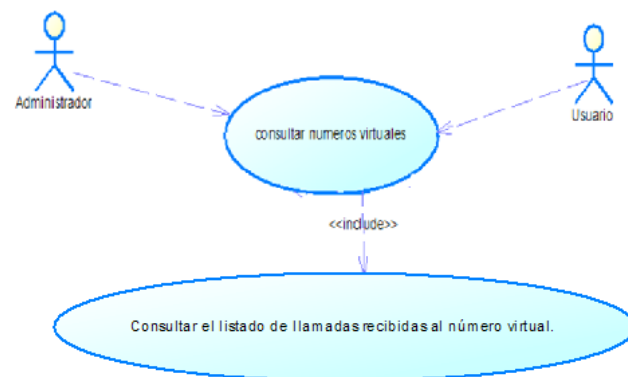 Administrador
Usuario
consultar numeros virtuales
<<include>>
Consultar el listado de llamadas recibidas al número virtual.